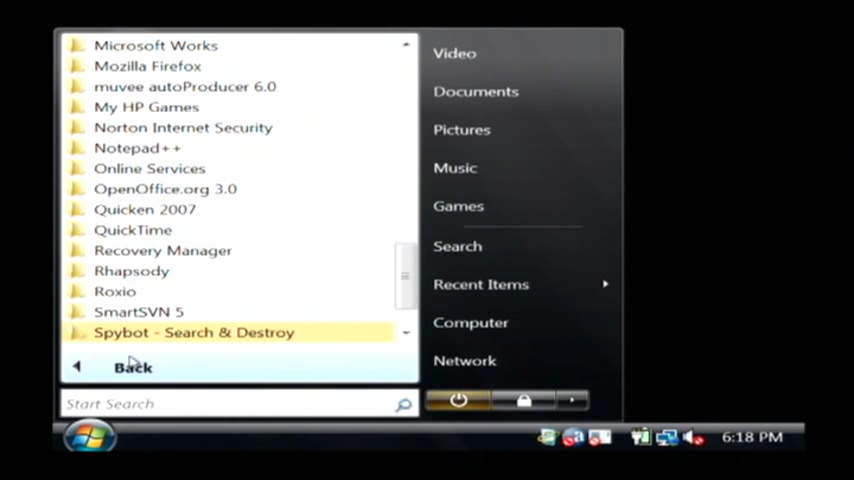 Microsoft Works
Mozilla Firefox
muvee autoProducer 6.0
My HP Games
Norton Internet Security
Notepad++
Online Services
OpenOffice.org 3.0
Quicken 2007
QuickTime
Recovery Manager
Rhapsody
Roxio
SmartSVN 5
Spybot - Search & Destroy
Back
Start Search
Video
Documents
Pictures
Music
Games
Search
Recent Items
Computer
Network
6:18 PM